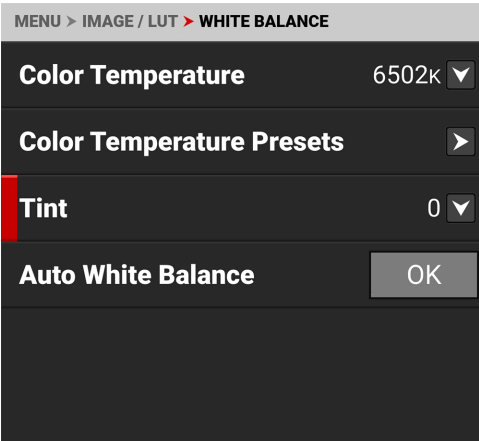 MENU > IMAGE / LUT > WHITE BALANCE
Color Temperature 6502K
Color Temperature Presets
Tint 0
Auto White Balance OK